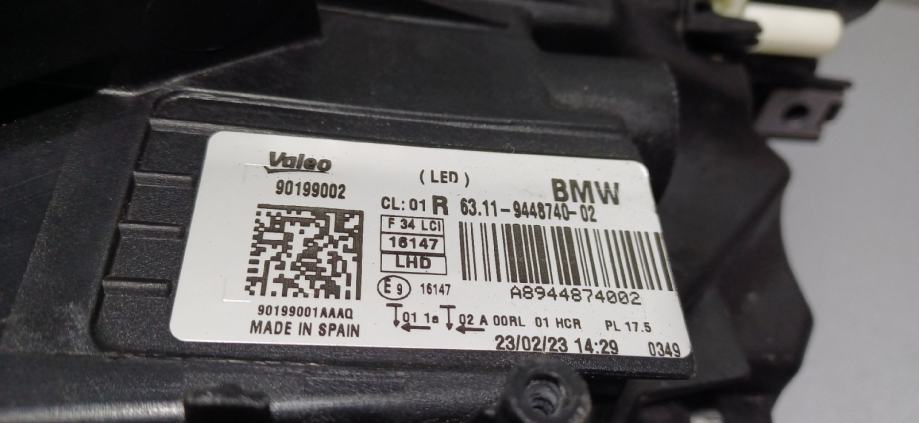 Valeo
90199002
(LED)
BMW
CL: 01 R 63.11-9448740-02
F 34 LCI
16147
LHD
E9 16147
A8944874002
90199001AAAQ
MADE IN SPAIN
01 1a 02 A 00RL 01 HCR PL 17.5
23/02/23 14:29 0349